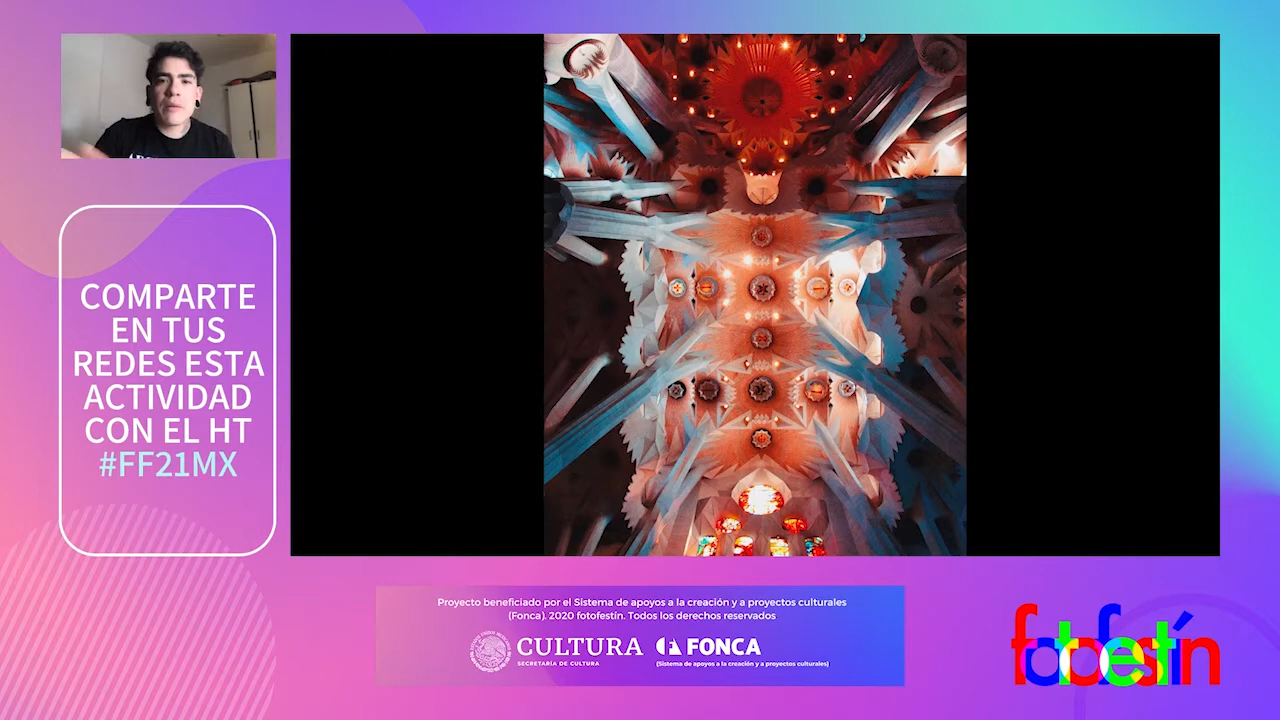 COMPARTE
EN TUS
REDES ESTA
ACTIVIDAD
CON EL HT
#FF21MX
Proyecto beneficiado por el Sistema de apoyos a la creación y a proyectos culturales
(Fonca), 2020 fotofestín. Todos los derechos reservados
CULTURA
SECRETARÍA DE CULTURA
FONCA
(Sistema de apoyos a la creación y a proyectos culturales)
fotofestín